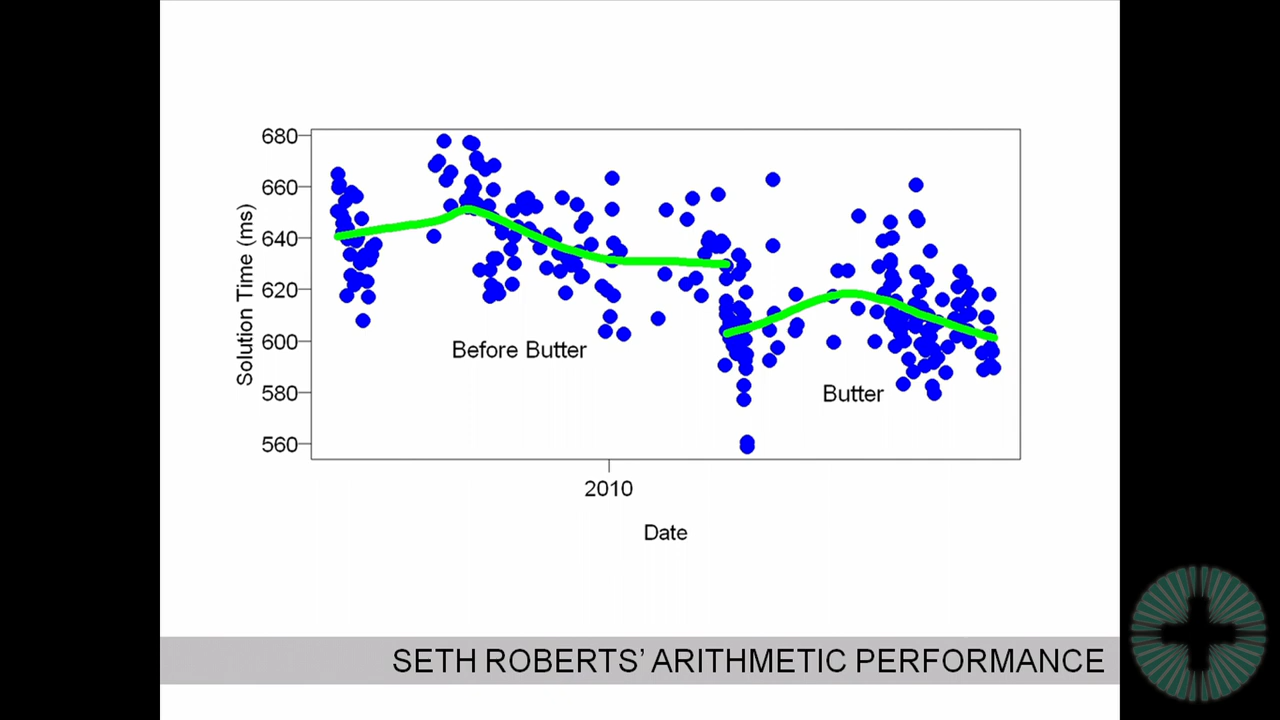 680
660
640
620
600
580
560
Solution Time (ms)
Before Butter
Butter
2010
Date
SETH ROBERTS’ ARITHMETIC PERFORMANCE